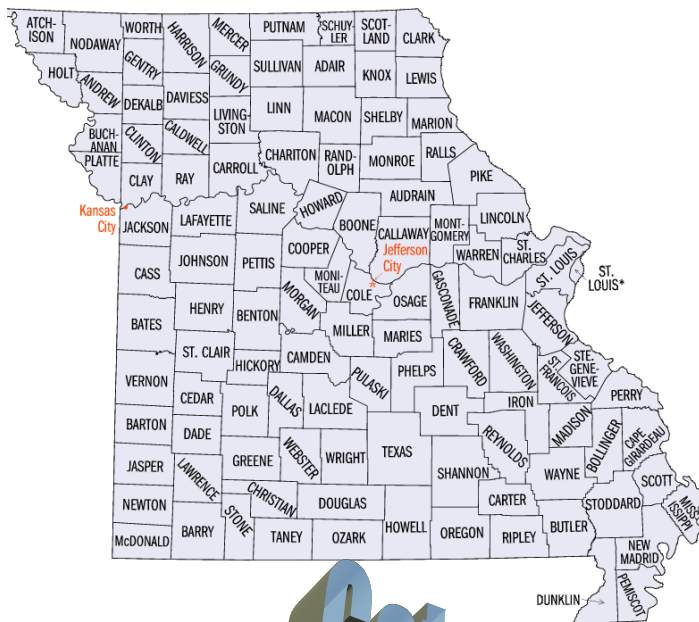 ATCH-
ISON
NODAWAY
WORTH
HARRISON
MERCER
PUTNAM
SCHUY-
LER
SCOT-
LAND
CLARK
HOLT
ANDREW
GENTRY
GRUNDY
SULLIVAN
ADAIR
KNOX
LEWIS
DEKALB
DAVIESS
LIVING-
STON
LINN
MACON
SHELBY
MARION
BUCH-
ANAN
CLINTON
CALDWELL
PLATTE
CLAY
RAY
CARROLL
CHARITON
RAND-
OLPH
MONROE
RALLS
PIKE
Kansas
City
JACKSON
LAFAYETTE
SALINE
HOWARD
BOONE
AUDRAIN
CALLAWAY
MONT-
GOMERY
LINCOLN
WARREN
ST.
CHARLES
ST. LOUIS
ST.
LOUIS*
Jefferson
City
CASS
JOHNSON
PETTIS
COOPER
MONI-
TEAU
COLE
OSAGE
GASCONADE
FRANKLIN
JEFFERSON
BATES
HENRY
BENTON
MORGAN
MILLER
MARIES
ST. CLAIR
HICKORY
CAMDEN
PULASKI
PHELPS
CRAWFORD
WASHINGTON
ST.
FRANCOIS
STE.
GENE-
VIEVE
PERRY
VERNON
CEDAR
POLK
DALLAS
LACLEDE
DENT
IRON
MADISON
BOLLINGER
CAPE
GIRARDEAU
BARTON
DADE
GREENE
WEBSTER
WRIGHT
TEXAS
REYNOLDS
JASPER
LAWRENCE
CHRISTIAN
DOUGLAS
SHANNON
WAYNE
SCOTT
NEWTON
STONE
HOWELL
CARTER
STODDARD
MISS-
ISSIPPI
McDONALD
BARRY
TANEY
OZARK
OREGON
RIPLEY
BUTLER
NEW
MADRID
DUNKLIN
PEMISCOT